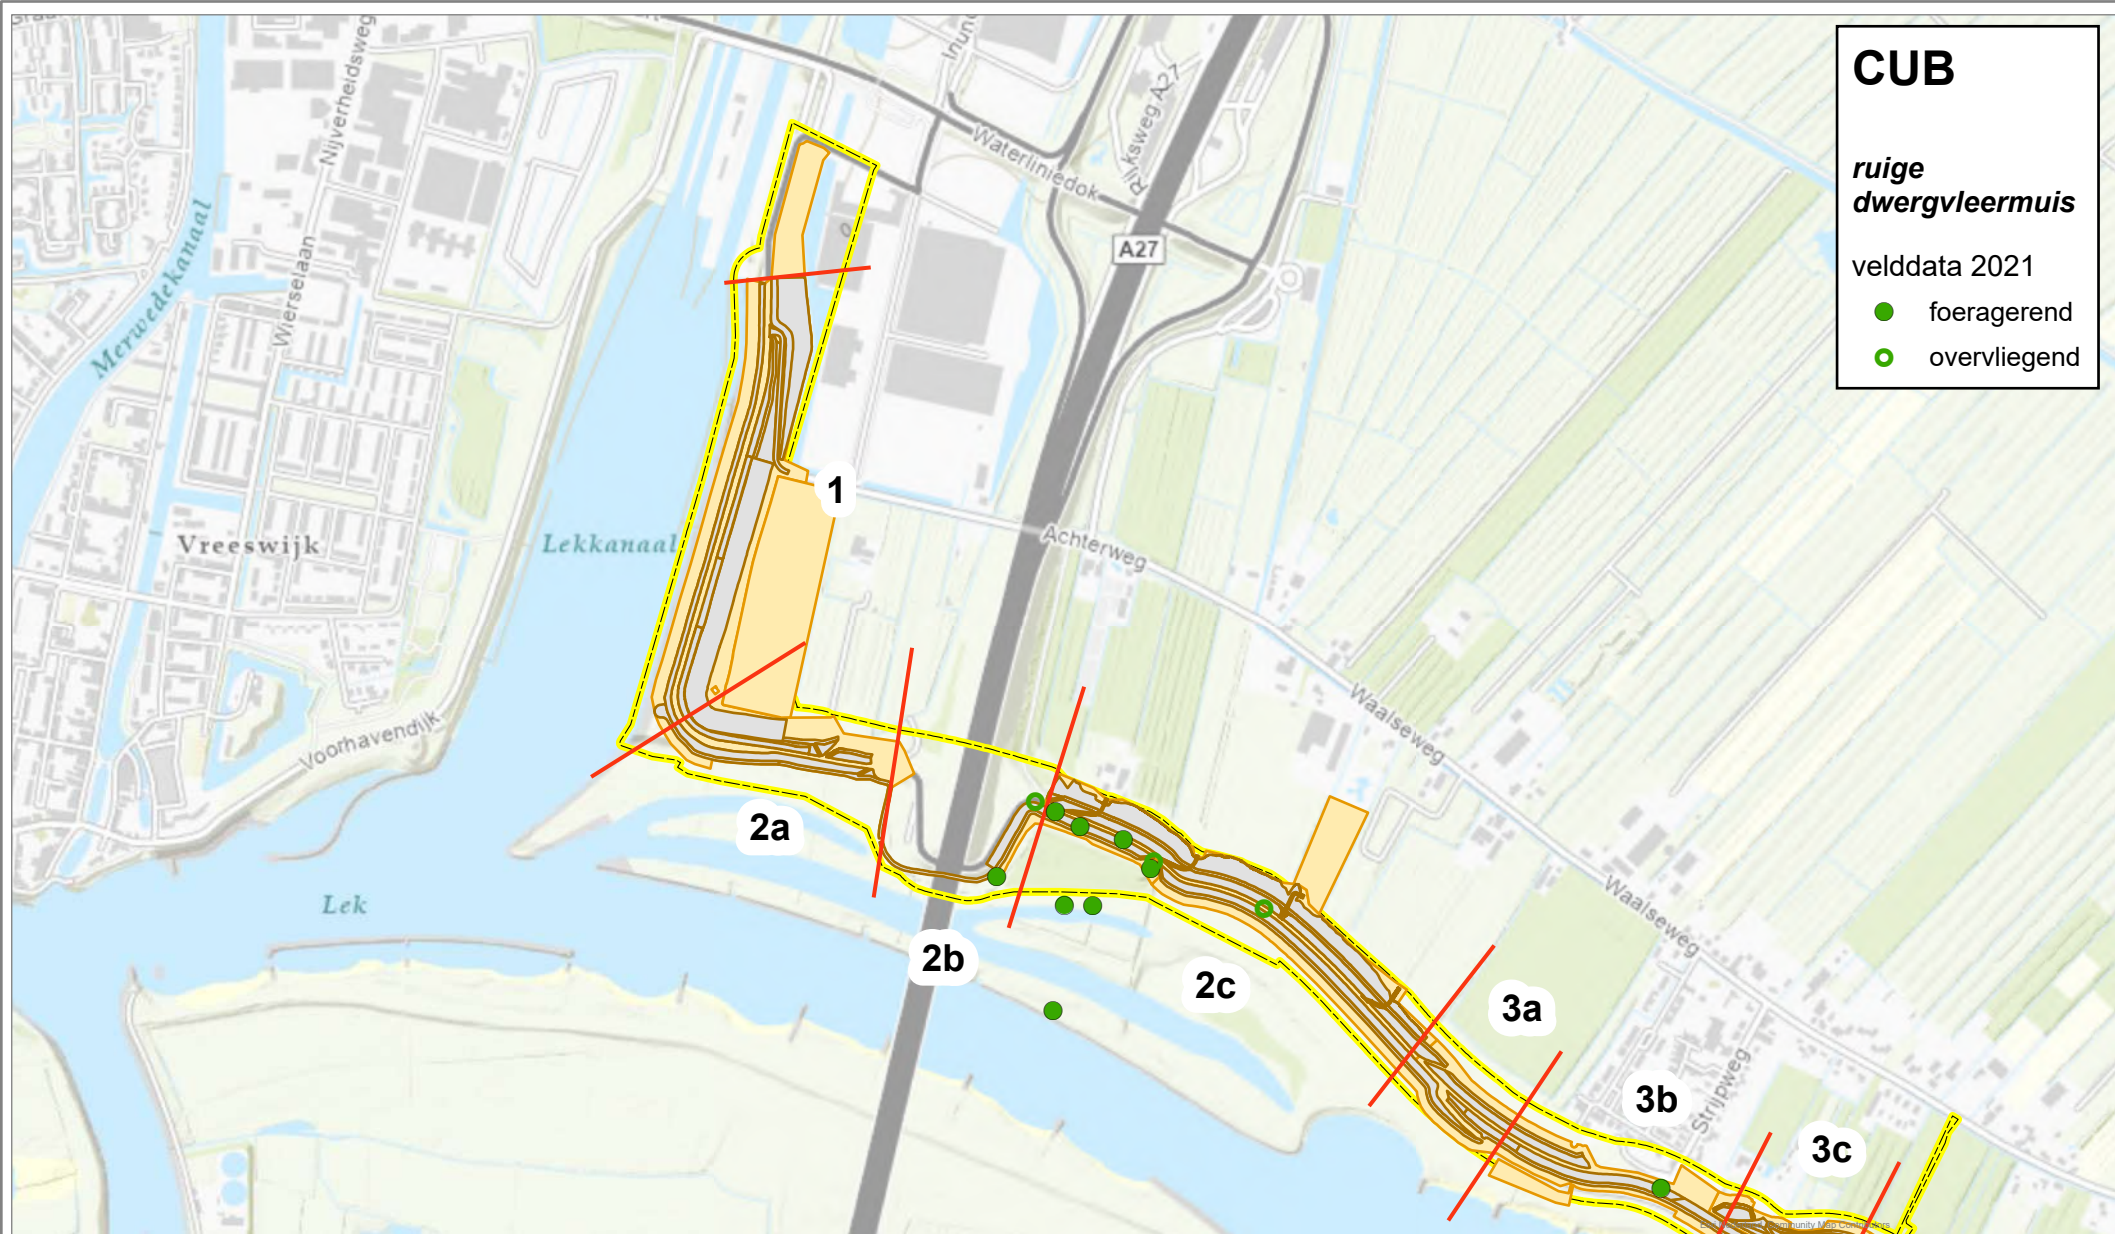 CUB
ruige
dwergvleermuis
velddata 2021
foeragerend
overvliegend
Nijverheidsweg
Merwedekanaal
Wierselaan
Vreeswijk
Lekkanaal
Voorhavendijk
Lek
Waterliniedok
Rijksweg A27
A27
Achterweg
Waalseweg
Waalseweg
Strijpweg
1
2a
2b
2c
3a
3b
3c